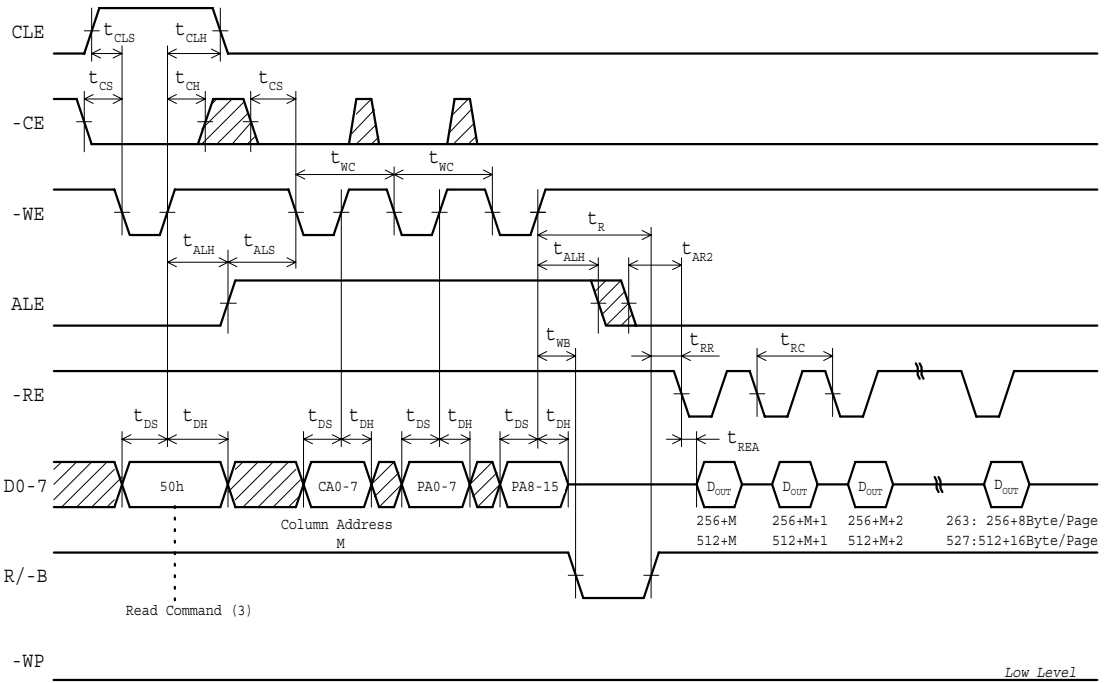 CLE
tCLS
tCLH
tCS
tCH
tCS
-CE
tWC
tWC
-WE
tR
tALH
tALS
tALH
tAR2
ALE
tWB
tRR
tRC
-RE
tDS
tDH
tDS
tDH
tDS
tDH
tDS
tDH
tREA
D0-7
50h
CA0-7
PA0-7
PA8-15
DOUT
DOUT
DOUT
DOUT
Column Address
M
256+M
256+M+1
256+M+2
263: 256+8Byte/Page
512+M
512+M+1
512+M+2
527:512+16Byte/Page
R/-B
Read Command (3)
-WP
Low Level